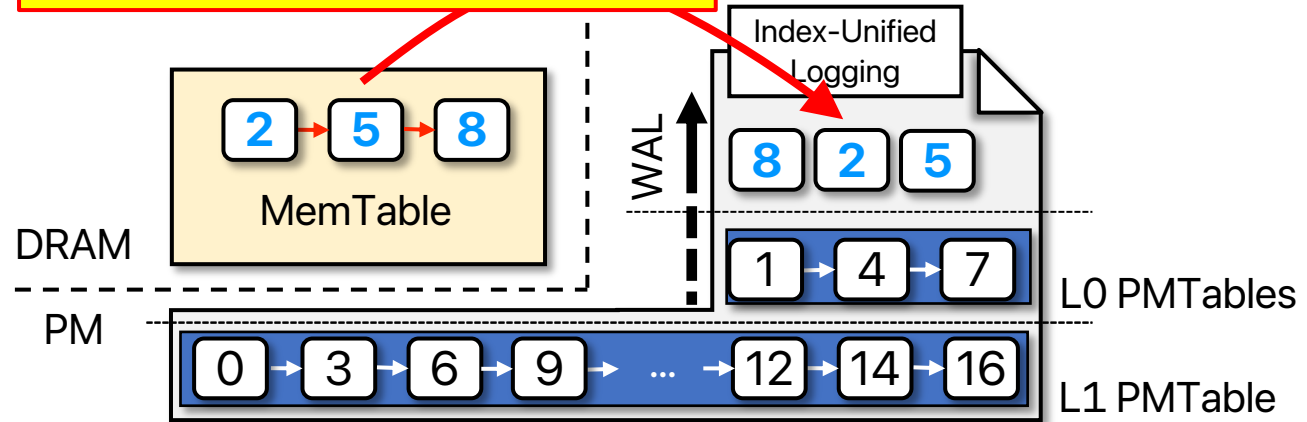 Index-Unified
Logging
2 5 8
MemTable
WAL
8 2 5
DRAM
1 4 7
L0 PMTables
PM
0 3 6 9 ... 12 14 16
L1 PMTable